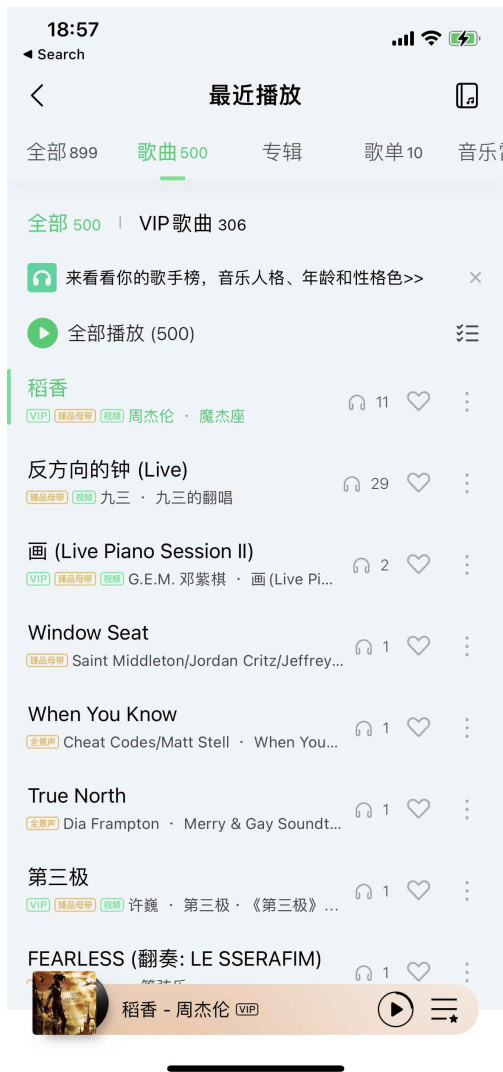 18:57
Search
最近播放
全部899 歌曲500 专辑 歌单10 音乐
全部 500 VIP歌曲 306
来看看你的歌手榜，音乐人格、年龄和性格色>>
全部播放 (500)
稻香
11
VIP 臻品母带 视频 周杰伦 · 魔杰座
反方向的钟 (Live)
29
臻品母带 视频 九三 · 九三的翻唱
画 (Live Piano Session II)
2
VIP 臻品母带 视频 G.E.M. 邓紫棋 · 画 (Live Pi...
Window Seat
1
臻品母带 Saint Middleton/Jordan Critz/Jeffrey...
When You Know
1
全景声 Cheat Codes/Matt Stell · When You...
True North
1
全景声 Dia Frampton · Merry & Gay Soundt...
第三极
1
VIP 臻品母带 视频 许巍 · 第三极 · 《第三极》...
FEARLESS (翻奏: LE SSERAFIM)
1
稻香 - 周杰伦 VIP